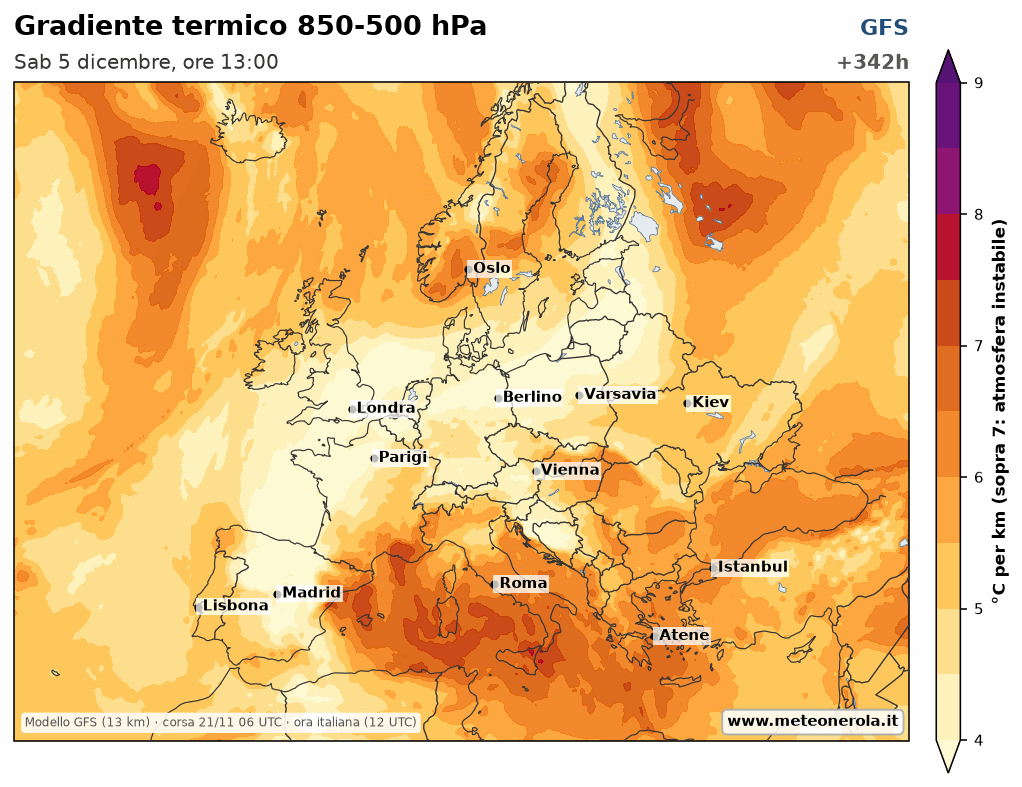 Gradiente termico 850-500 hPa
GFS
Sab 5 dicembre, ore 13:00
+342h
Oslo
Londra
Berlino
Varsavia
Kiev
Parigi
Vienna
Madrid
Lisbona
Roma
Istanbul
Atene
Modello GFS (13 km) · corsa 21/11 06 UTC · ora italiana (12 UTC)
www.meteonerola.it
9
8
7
6
5
4
°C per km (sopra 7: atmosfera instabile)